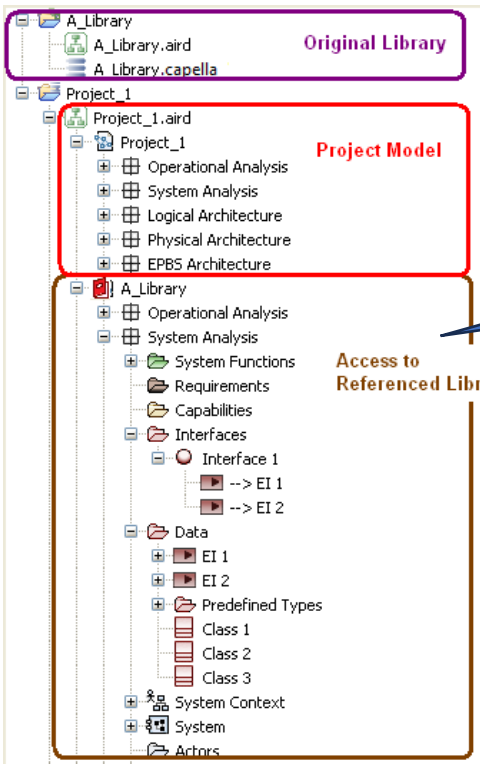 A_Library
A_Library.aird
Original Library
A_Library.capella
Project_1
Project_1.aird
Project_1
Project Model
Operational Analysis
System Analysis
Logical Architecture
Physical Architecture
EPBS Architecture
A_Library
Operational Analysis
System Analysis
System Functions
Access to
Requirements
Referenced Libr
Capabilities
Interfaces
Interface 1
--> EI 1
--> EI 2
Data
EI 1
EI 2
Predefined Types
Class 1
Class 2
Class 3
System Context
System
Actors